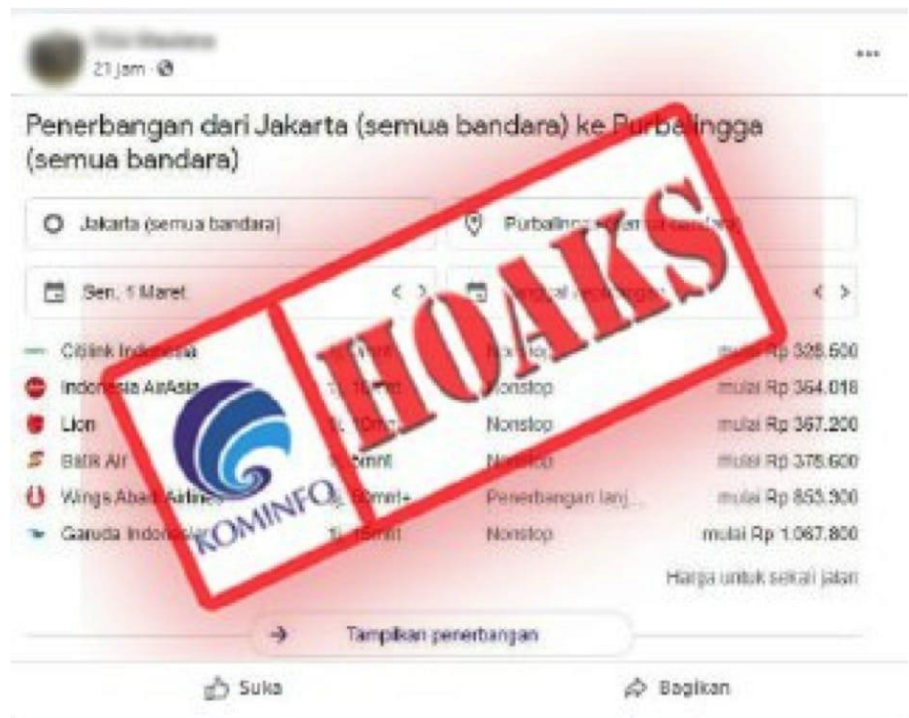 21 jam
Penerbangan dari Jakarta (semua bandara) ke Purbalingga
(semua bandara)
Jakarta (semua bandara)
Sen, 1 Maret
Citilink Indonesia
mulai Rp 328.500
Indonesia AirAsia
Nonstop
mulai Rp 364.018
Lion
Nonstop
mulai Rp 367.200
Batik Air
Nonstop
mulai Rp 378.600
Wings Abadi Airlines
Penerbangan lanj...
mulai Rp 853.300
Garuda Indonesia
Nonstop
mulai Rp 1.067.800
Harga untuk sekali jalan
KOMINFO
HOAKS
Tampilkan penerbangan
Suka
Bagikan